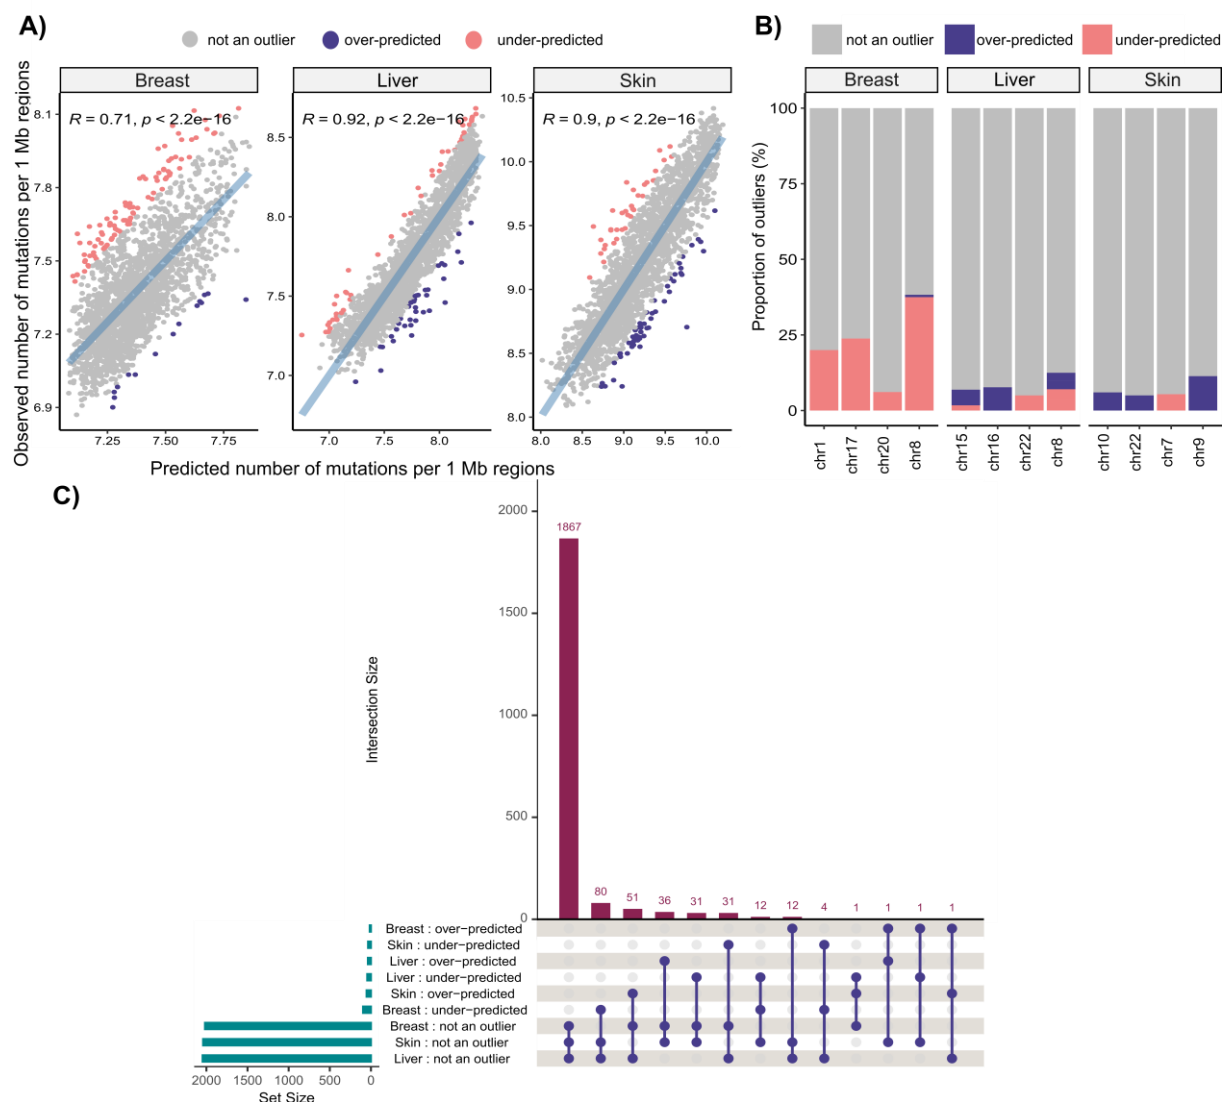 A)
not an outlier over-predicted under-predicted
Breast Liver Skin
R = 0.71, p < 2.2e−16 R = 0.92, p < 2.2e−16 R = 0.9, p < 2.2e−16
Observed number of mutations per 1 Mb regions
8.1
7.8
7.5
7.2
6.9
7.25 7.50 7.75
8.5
8.0
7.5
7.0
7.0 7.5 8.0
10.5
10.0
9.5
9.0
8.5
8.0
8.0 8.5 9.0 9.5 10.0
Predicted number of mutations per 1 Mb regions
B)
not an outlier over-predicted under-predicted
Breast Liver Skin
Proportion of outliers (%)
100
75
50
25
0
chr1 chr17 chr20 chr8 chr15 chr16 chr22 chr8 chr10 chr22 chr7 chr9
C)
Intersection Size
2000
1500
1000
500
0
1867 80 51 36 31 31 12 12 4 1 1 1 1
Breast : over−predicted
Skin : under−predicted
Liver : over−predicted
Liver : under−predicted
Skin : over−predicted
Breast : under−predicted
Breast : not an outlier
Skin : not an outlier
Liver : not an outlier
2000 1500 1000 500 0
Set Size